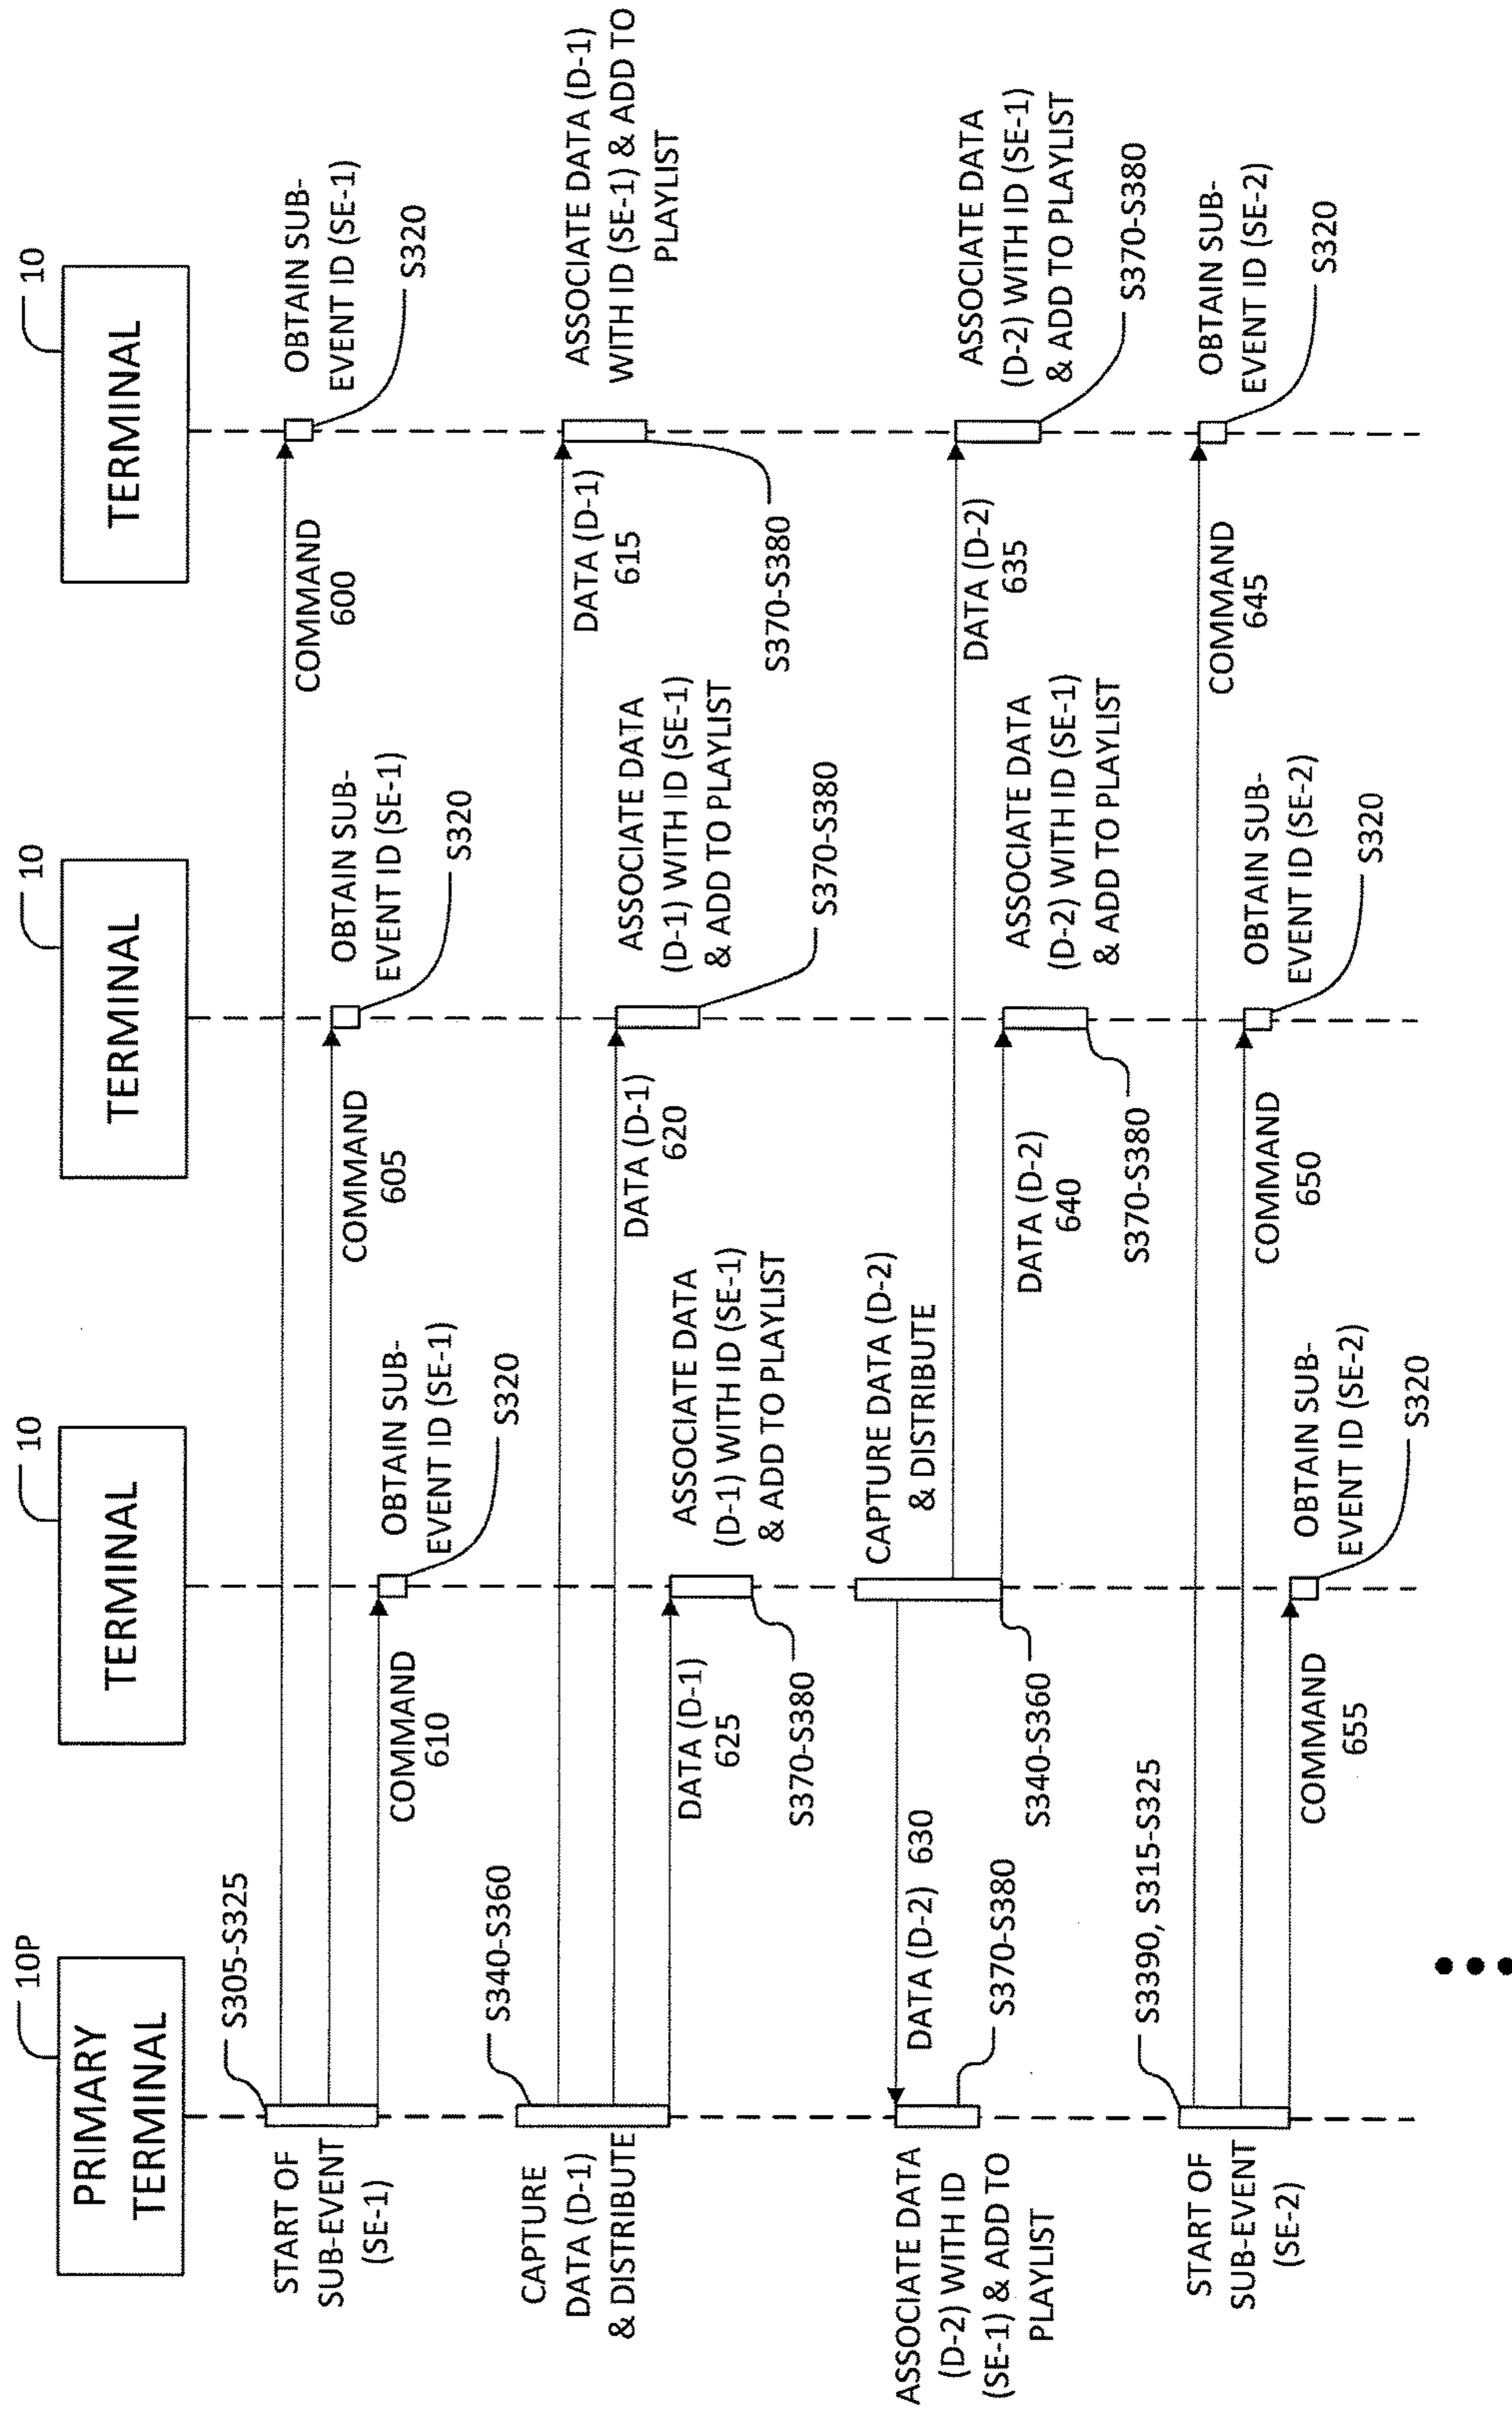 10P
PRIMARY
TERMINAL
10
TERMINAL
10
TERMINAL
10
TERMINAL
S305-S325
START OF
SUB-EVENT
(SE-1)
COMMAND
600
OBTAIN SUB-
EVENT ID (SE-1)
S320
COMMAND
605
OBTAIN SUB-
EVENT ID (SE-1)
S320
COMMAND
610
OBTAIN SUB-
EVENT ID (SE-1)
S320
S340-S360
CAPTURE
DATA (D-1)
& DISTRIBUTE
DATA (D-1)
615
ASSOCIATE DATA (D-1)
WITH ID (SE-1) & ADD TO
PLAYLIST
S370-S380
DATA (D-1)
620
ASSOCIATE DATA
(D-1) WITH ID (SE-1)
& ADD TO PLAYLIST
S370-S380
DATA (D-1)
625
ASSOCIATE DATA
(D-1) WITH ID (SE-1)
& ADD TO PLAYLIST
S370-S380
CAPTURE DATA (D-2)
& DISTRIBUTE
S340-S360
DATA (D-2) 630
S370-S380
ASSOCIATE DATA
(D-2) WITH ID
(SE-1) & ADD TO
PLAYLIST
DATA (D-2)
635
ASSOCIATE DATA
(D-2) WITH ID (SE-1)
& ADD TO PLAYLIST
S370-S380
DATA (D-2)
640
ASSOCIATE DATA
(D-2) WITH ID (SE-1)
& ADD TO PLAYLIST
S370-S380
S3390, S315-S325
START OF
SUB-EVENT
(SE-2)
COMMAND
645
OBTAIN SUB-
EVENT ID (SE-2)
S320
COMMAND
650
OBTAIN SUB-
EVENT ID (SE-2)
S320
COMMAND
655
OBTAIN SUB-
EVENT ID (SE-2)
S320